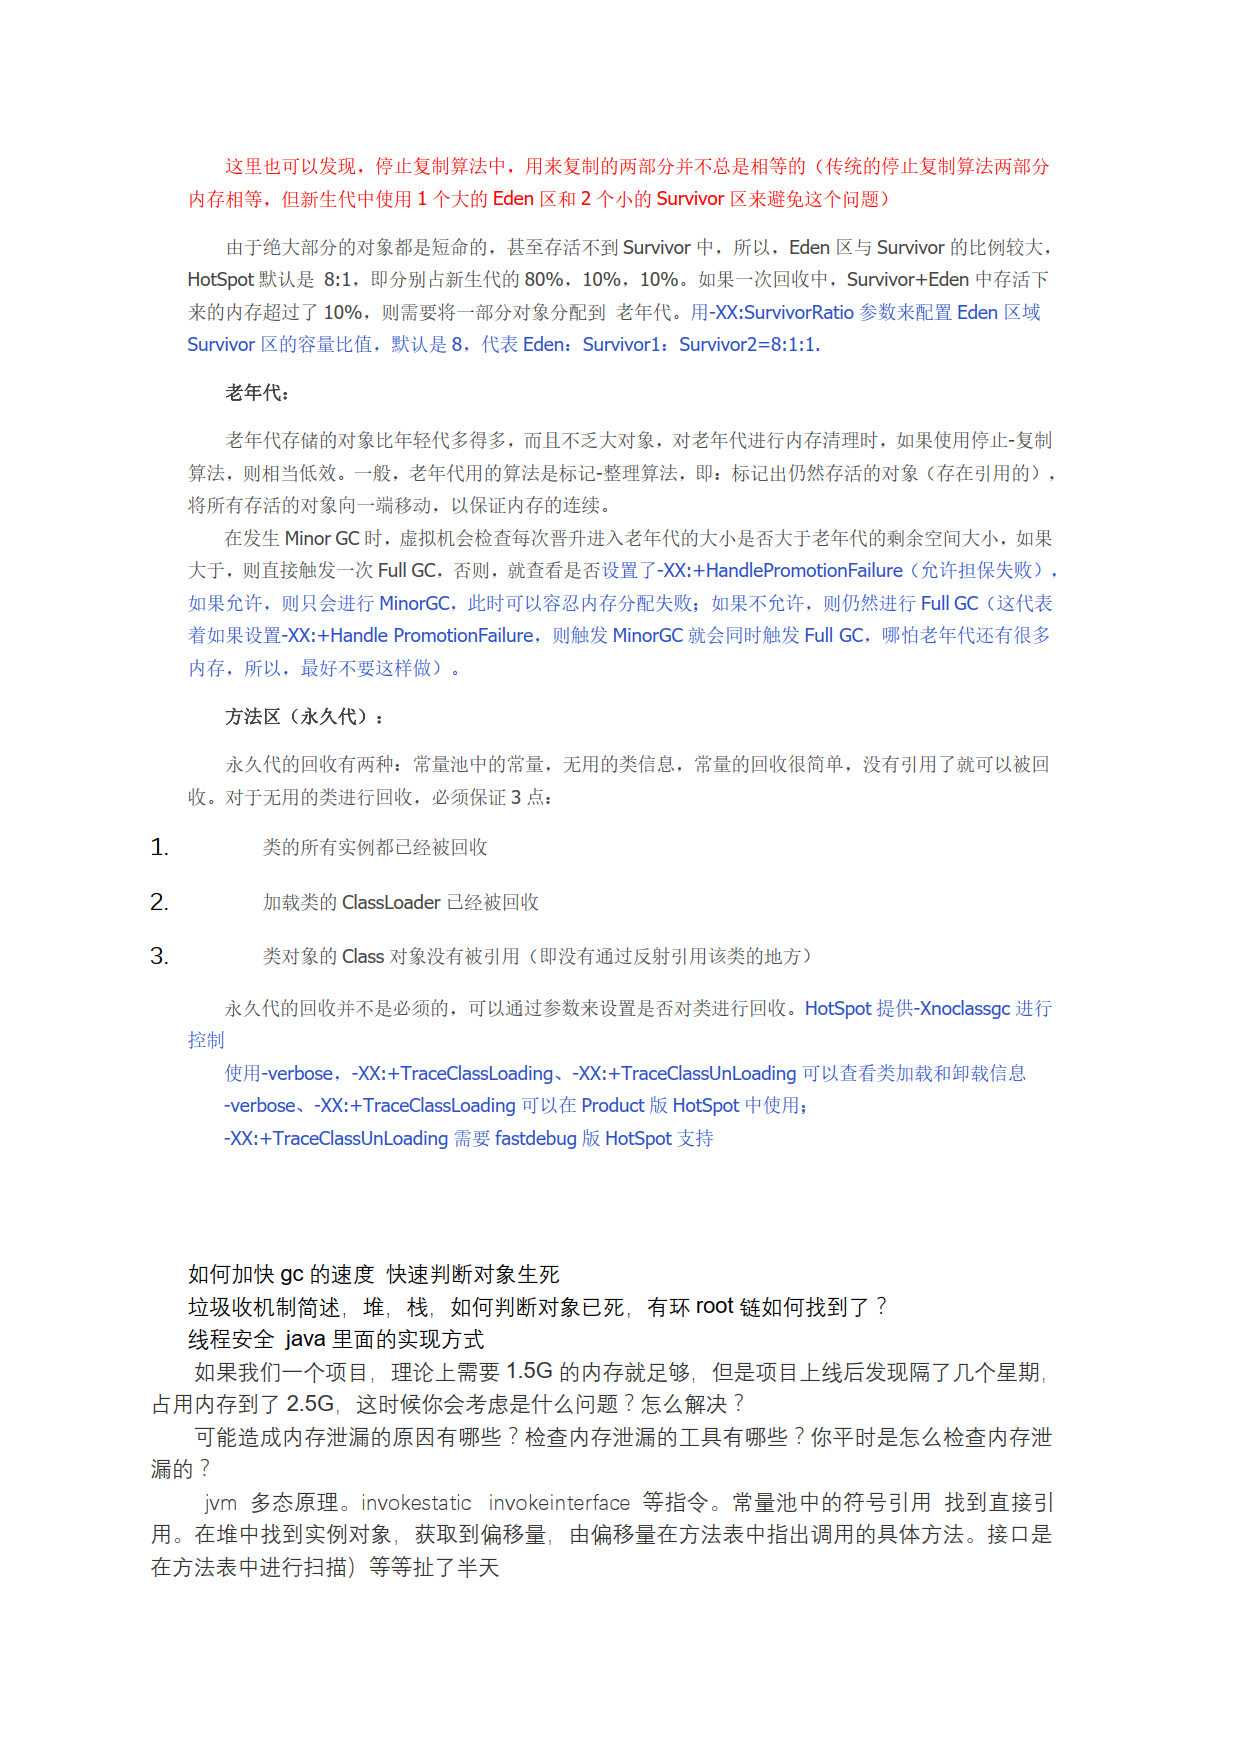 这里也可以发现，停止复制算法中，用来复制的两部分并不总是相等的（传统的停止复制算法两部分
内存相等，但新生代中使用 1 个大的 Eden 区和 2 个小的 Survivor 区来避免这个问题）
由于绝大部分的对象都是短命的，甚至存活不到 Survivor 中，所以，Eden 区与 Survivor 的比例较大，
HotSpot 默认是 8:1，即分别占新生代的 80%，10%，10%。如果一次回收中，Survivor+Eden 中存活下
来的内存超过了 10%，则需要将一部分对象分配到 老年代。用-XX:SurvivorRatio 参数来配置 Eden 区域
Survivor 区的容量比值，默认是 8，代表 Eden：Survivor1：Survivor2=8:1:1.
老年代：
老年代存储的对象比年轻代多得多，而且不乏大对象，对老年代进行内存清理时，如果使用停止-复制
算法，则相当低效。一般，老年代用的算法是标记-整理算法，即：标记出仍然存活的对象（存在引用的），
将所有存活的对象向一端移动，以保证内存的连续。
在发生 Minor GC 时，虚拟机会检查每次晋升进入老年代的大小是否大于老年代的剩余空间大小，如果
大于，则直接触发一次 Full GC，否则，就查看是否设置了-XX:+HandlePromotionFailure（允许担保失败），
如果允许，则只会进行 MinorGC，此时可以容忍内存分配失败；如果不允许，则仍然进行 Full GC（这代表
着如果设置-XX:+Handle PromotionFailure，则触发 MinorGC 就会同时触发 Full GC，哪怕老年代还有很多
内存，所以，最好不要这样做）。
方法区（永久代）：
永久代的回收有两种：常量池中的常量，无用的类信息，常量的回收很简单，没有引用了就可以被回
收。对于无用的类进行回收，必须保证 3 点：
1. 类的所有实例都已经被回收
2. 加载类的 ClassLoader 已经被回收
3. 类对象的 Class 对象没有被引用（即没有通过反射引用该类的地方）
永久代的回收并不是必须的，可以通过参数来设置是否对类进行回收。HotSpot 提供-Xnoclassgc 进行
控制
使用-verbose，-XX:+TraceClassLoading、-XX:+TraceClassUnLoading 可以查看类加载和卸载信息
-verbose、-XX:+TraceClassLoading 可以在 Product 版 HotSpot 中使用；
-XX:+TraceClassUnLoading 需要 fastdebug 版 HotSpot 支持
如何加快 gc 的速度 快速判断对象生死
垃圾收机制简述，堆，栈，如何判断对象已死，有环 root 链如何找到了？
线程安全 java 里面的实现方式
如果我们一个项目，理论上需要 1.5G 的内存就足够，但是项目上线后发现隔了几个星期，
占用内存到了 2.5G，这时候你会考虑是什么问题？怎么解决？
可能造成内存泄漏的原因有哪些？检查内存泄漏的工具有哪些？你平时是怎么检查内存泄
漏的？
jvm 多态原理。invokestatic invokeinterface 等指令。常量池中的符号引用 找到直接引
用。在堆中找到实例对象，获取到偏移量，由偏移量在方法表中指出调用的具体方法。接口是
在方法表中进行扫描）等等扯了半天